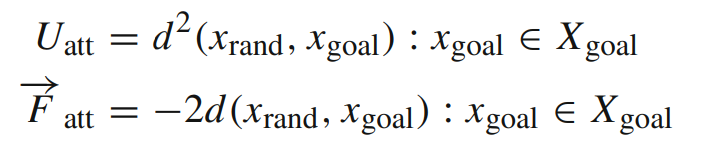 U_att = d²(x_rand, x_goal) : x_goal ∈ X_goal
F⃗_att = −2d(x_rand, x_goal) : x_goal ∈ X_goal